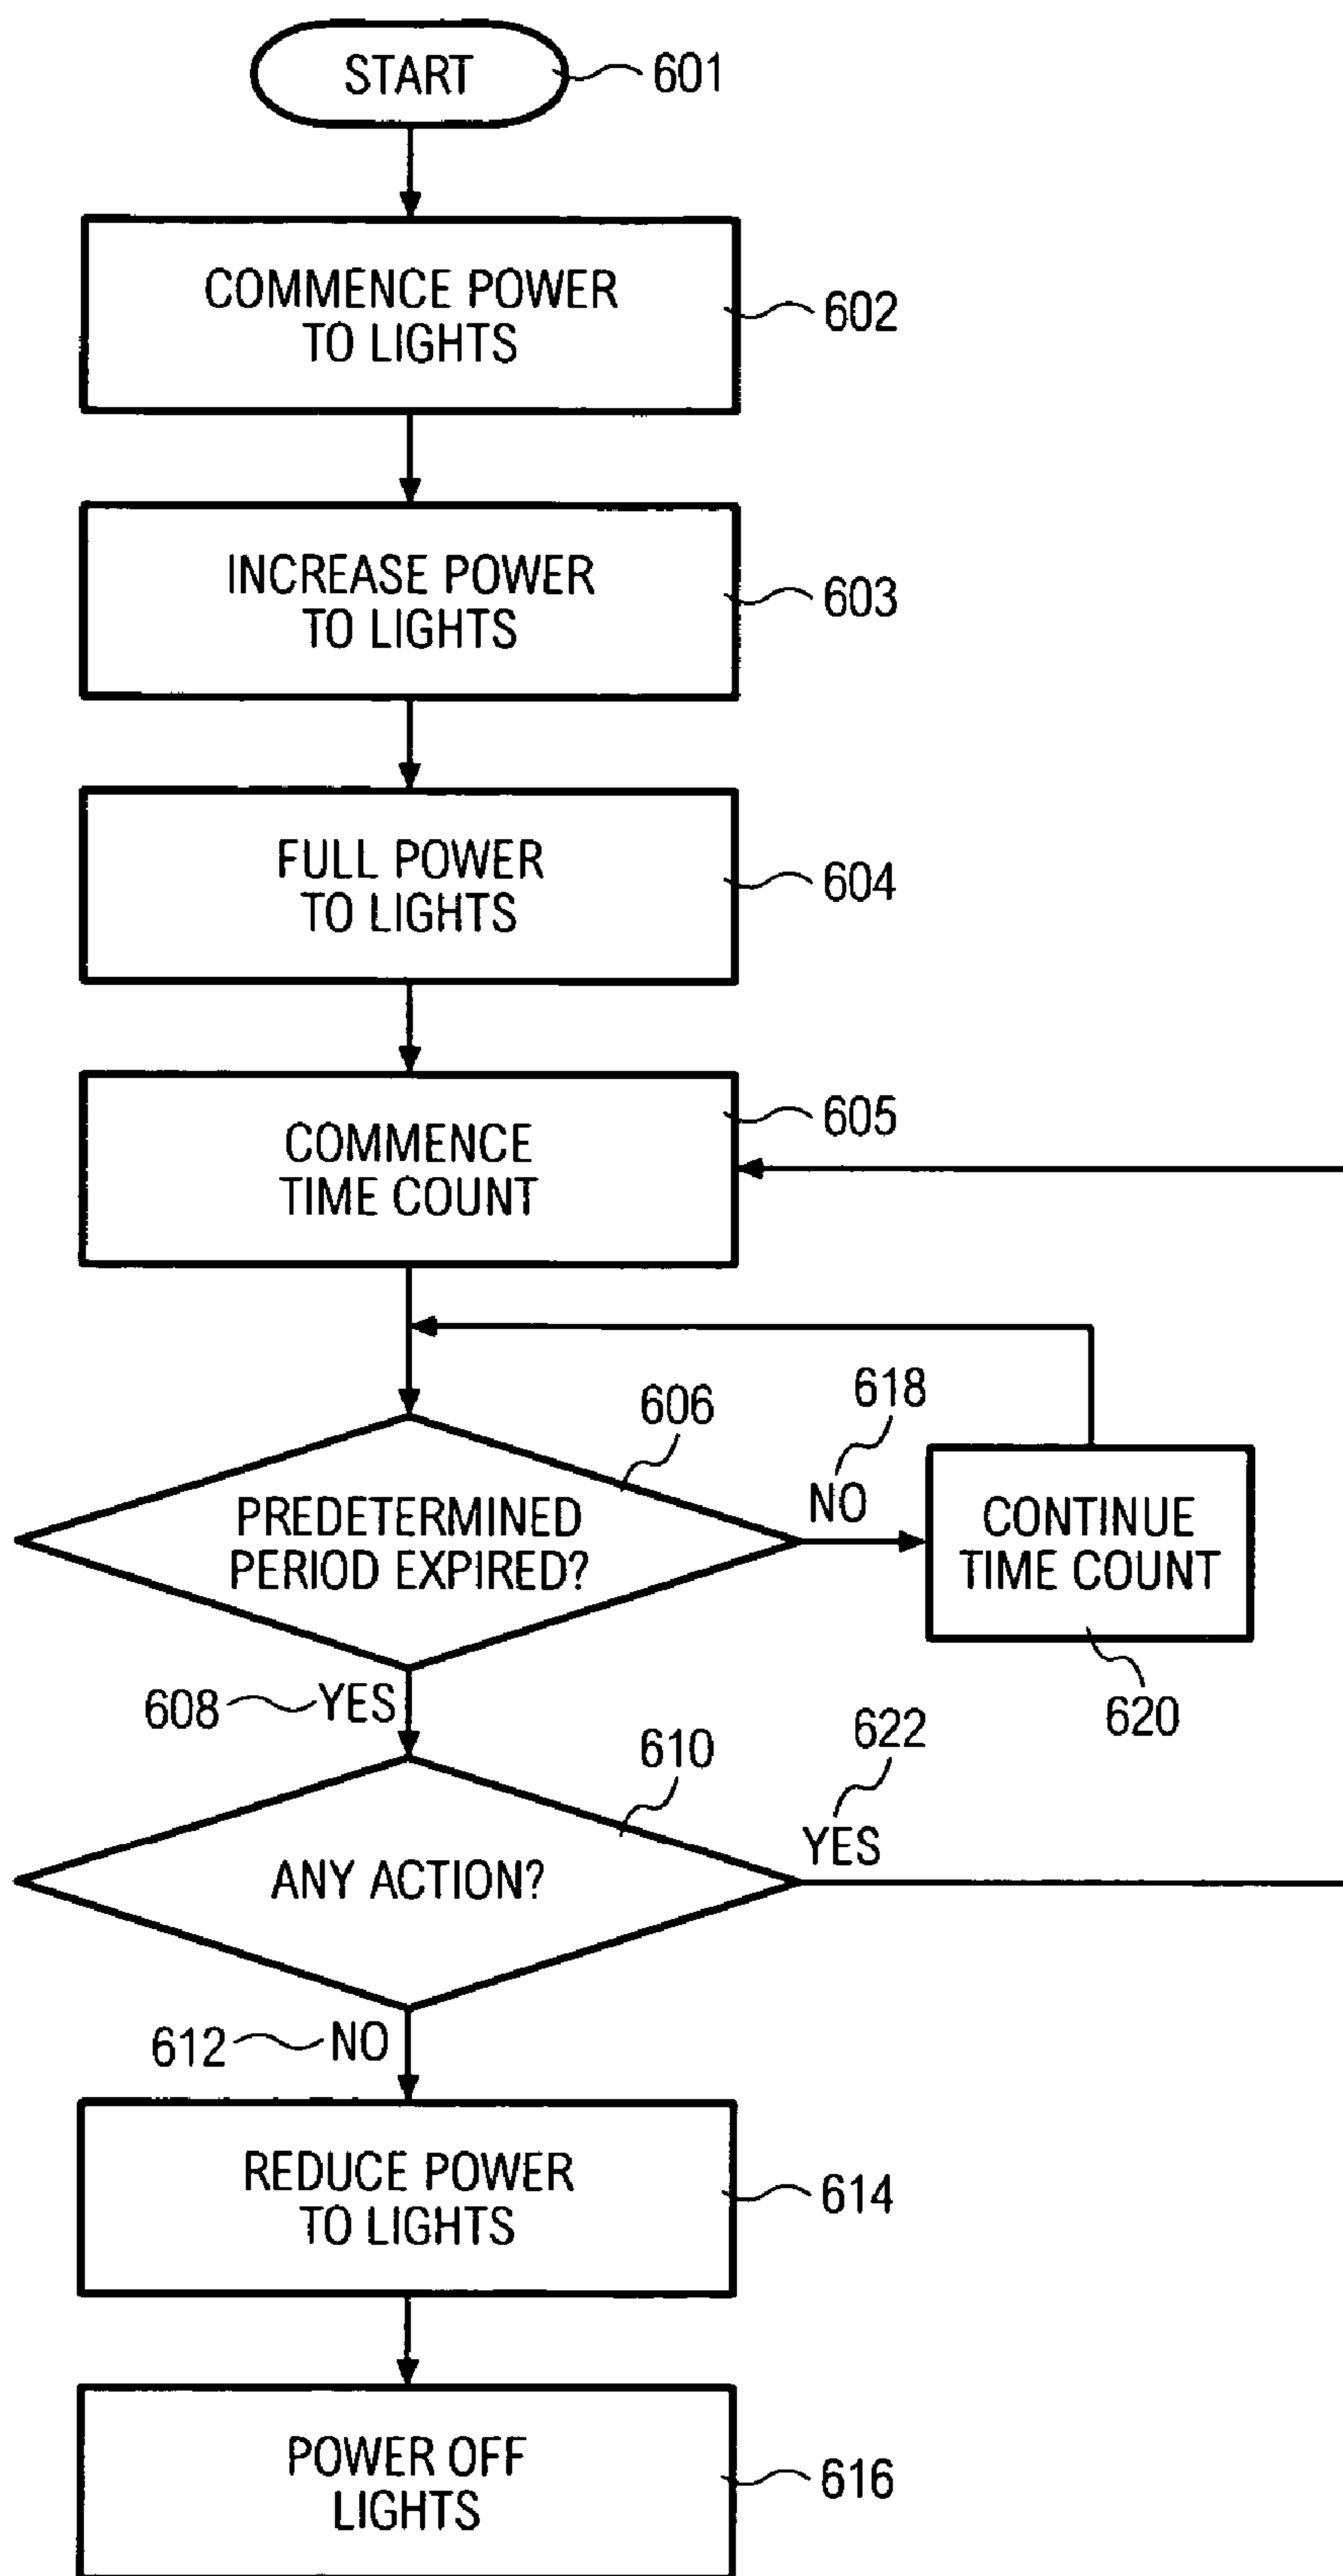 START
601
COMMENCE POWER
TO LIGHTS
602
INCREASE POWER
TO LIGHTS
603
FULL POWER
TO LIGHTS
604
COMMENCE
TIME COUNT
605
606
PREDETERMINED
PERIOD EXPIRED?
618
NO
CONTINUE
TIME COUNT
620
608
YES
610
ANY ACTION?
622
YES
612
NO
REDUCE POWER
TO LIGHTS
614
POWER OFF
LIGHTS
616